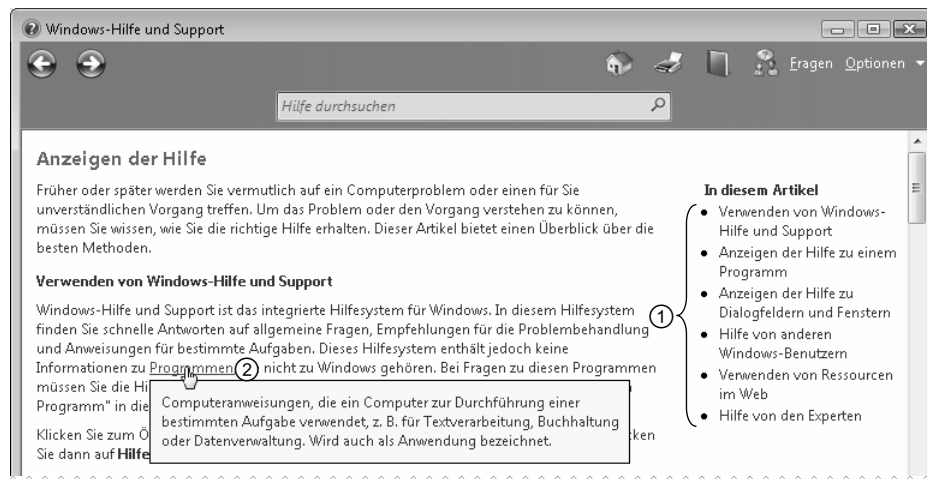 Windows-Hilfe und Support
Fragen Optionen
Hilfe durchsuchen
Anzeigen der Hilfe
Früher oder später werden Sie vermutlich auf ein Computerproblem oder einen für Sie
unverständlichen Vorgang treffen. Um das Problem oder den Vorgang verstehen zu können,
müssen Sie wissen, wie Sie die richtige Hilfe erhalten. Dieser Artikel bietet einen Überblick über die
besten Methoden.
Verwenden von Windows-Hilfe und Support
Windows-Hilfe und Support ist das integrierte Hilfesystem für Windows. In diesem Hilfesystem
finden Sie schnelle Antworten auf allgemeine Fragen, Empfehlungen für die Problembehandlung
und Anweisungen für bestimmte Aufgaben. Dieses Hilfesystem enthält jedoch keine
Informationen zu Programmen ② nicht zu Windows gehören. Bei Fragen zu diesen Programmen
müssen Sie die Hi
Programm" in die
Klicken Sie zum Ö cken
Sie dann auf Hilfe
Computeranweisungen, die ein Computer zur Durchführung einer
bestimmten Aufgabe verwendet, z. B. für Textverarbeitung, Buchhaltung
oder Datenverwaltung. Wird auch als Anwendung bezeichnet.
①
In diesem Artikel
• Verwenden von Windows-
Hilfe und Support
• Anzeigen der Hilfe zu einem
Programm
• Anzeigen der Hilfe zu
Dialogfeldern und Fenstern
• Hilfe von anderen
Windows-Benutzern
• Verwenden von Ressourcen
im Web
• Hilfe von den Experten